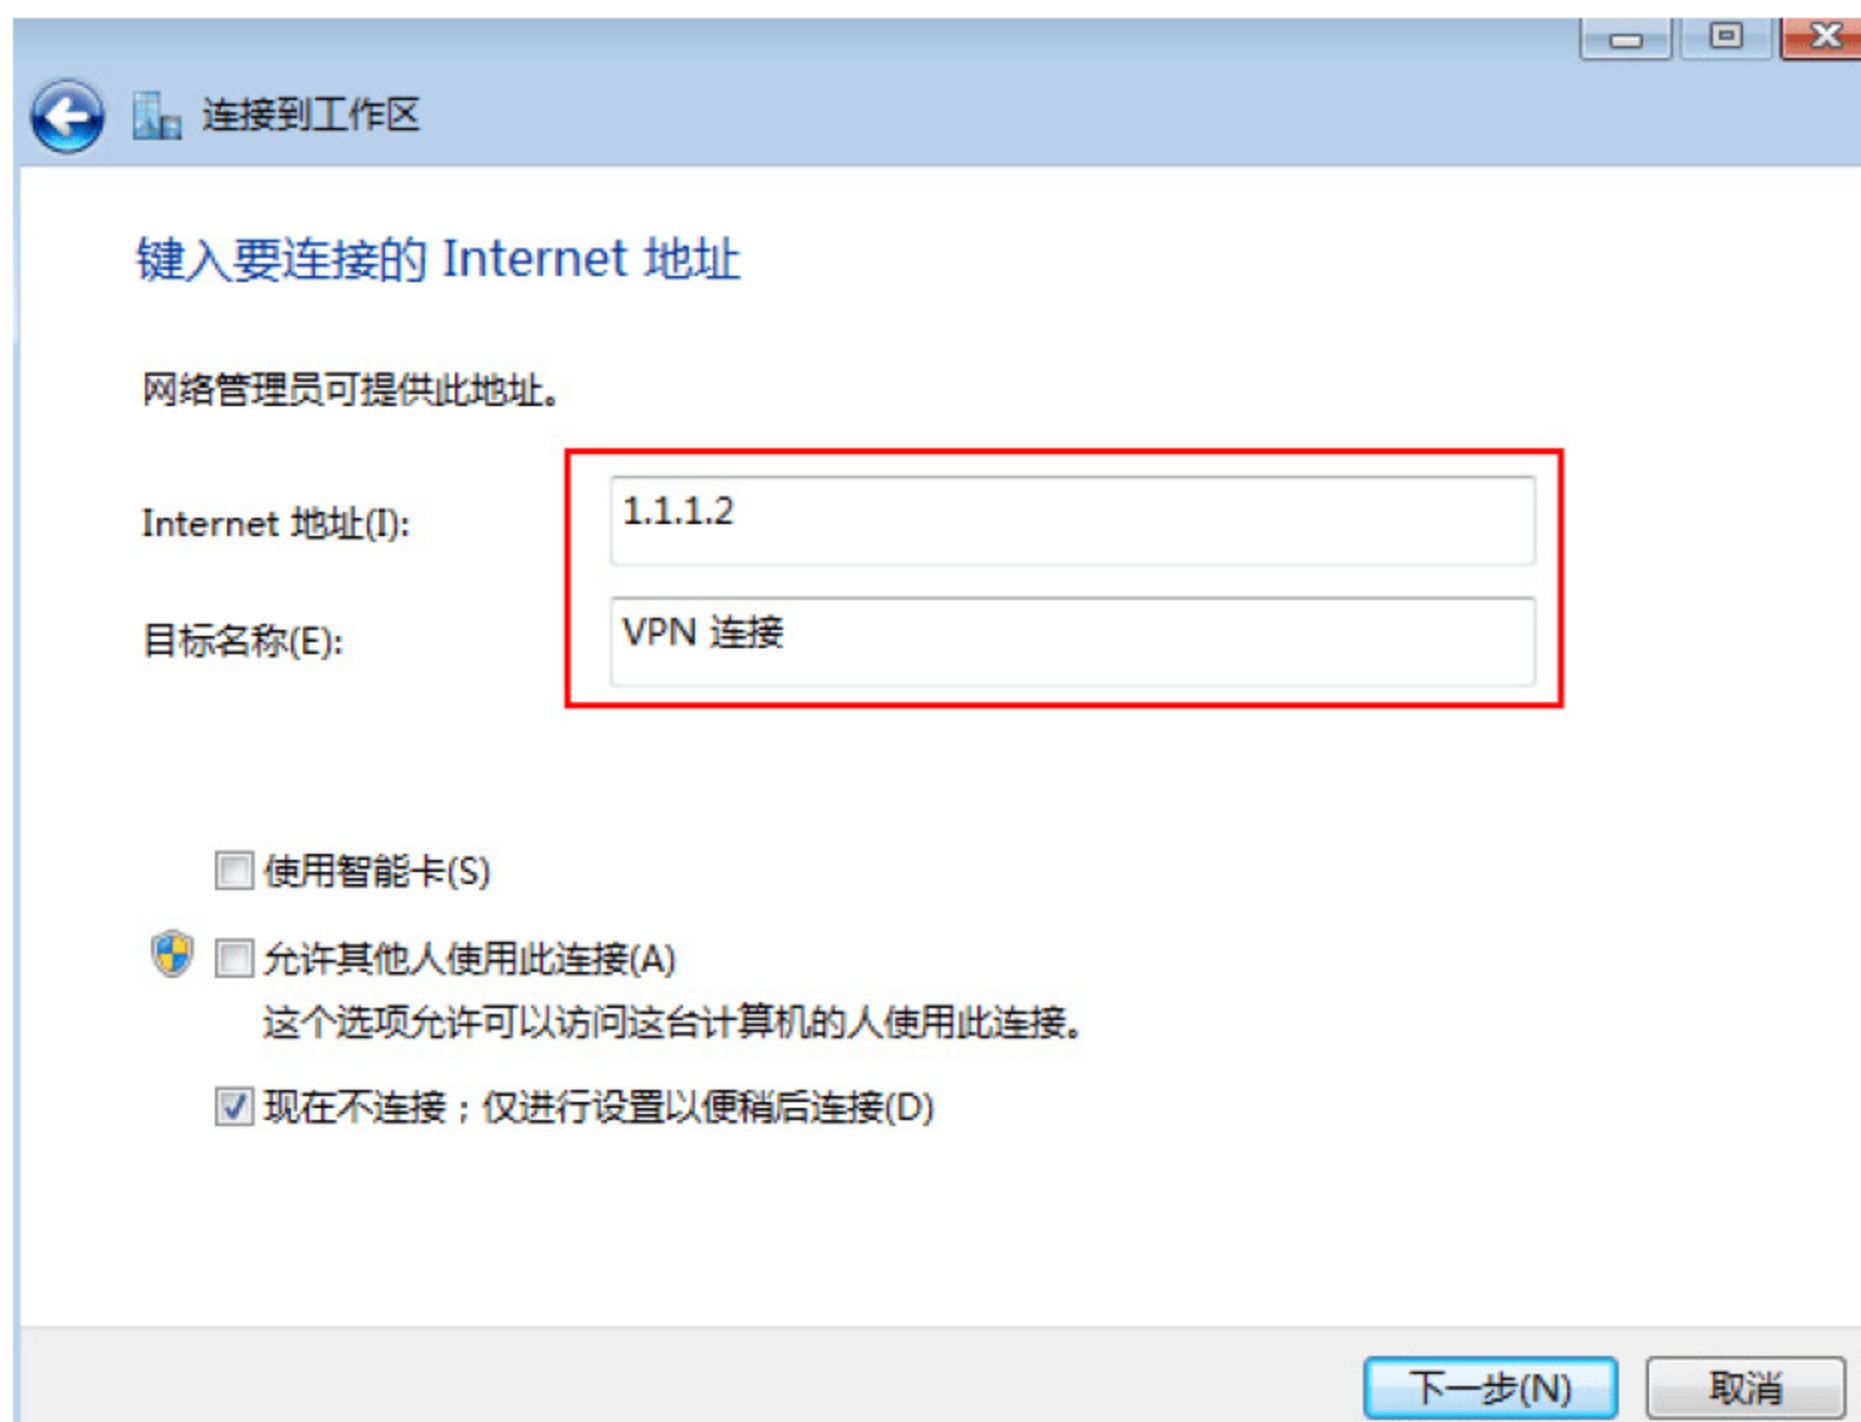 连接到工作区
键入要连接的 Internet 地址
网络管理员可提供此地址。
Internet 地址(I):
1.1.1.2
目标名称(E):
VPN 连接
使用智能卡(S)
允许其他人使用此连接(A)
这个选项允许可以访问这台计算机的人使用此连接。
现在不连接；仅进行设置以便稍后连接(D)
下一步(N)
取消